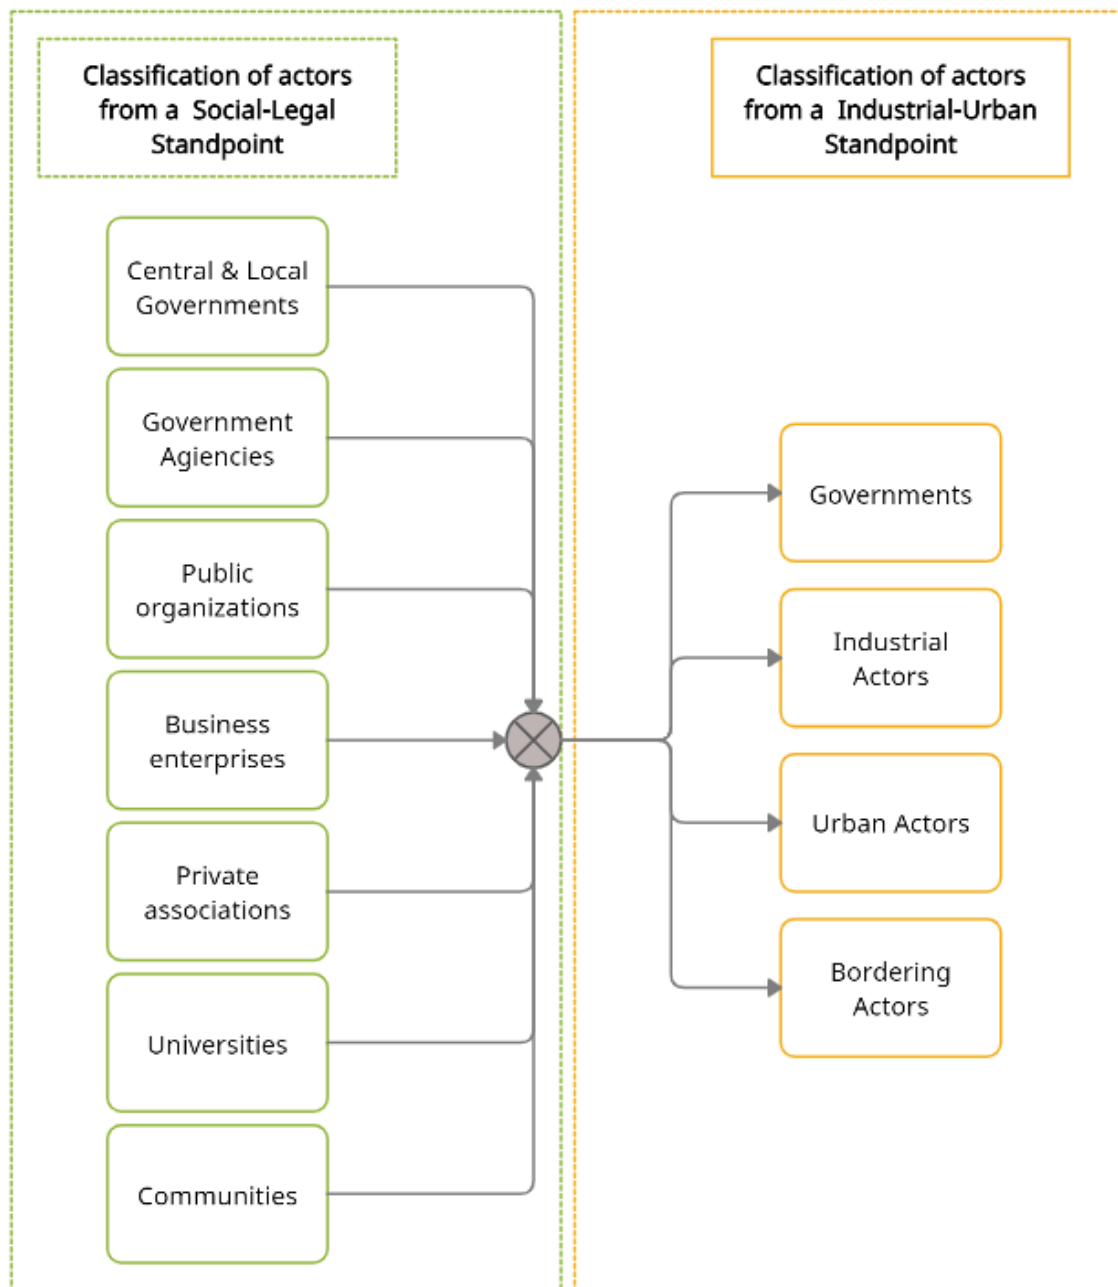 Classification of actors
from a Social-Legal
Standpoint
Central & Local
Governments
Government
Agiencies
Public
organizations
Business
enterprises
Private
associations
Universities
Communities
Classification of actors
from a Industrial-Urban
Standpoint
Governments
Industrial
Actors
Urban Actors
Bordering
Actors